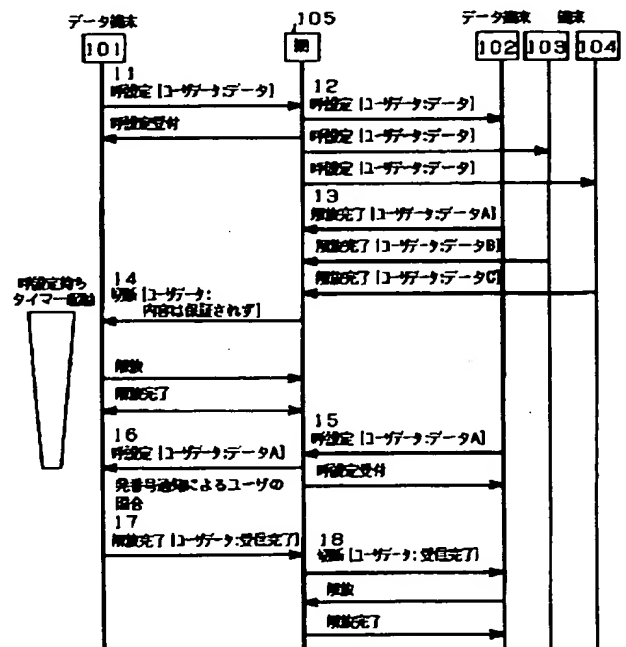 データ端末
105
データ端末
端末
101
網
102
103
104
11
呼設定 [ユーザデータ:データ]
12
呼設定 [ユーザデータ:データ]
呼設定受付
呼設定 [ユーザデータ:データ]
呼設定 [ユーザデータ:データ]
13
解放完了 [ユーザデータ:データA]
解放完了 [ユーザデータ:データB]
解放完了 [ユーザデータ:データC]
呼設定待ち
タイマー起動
14
切断 [ユーザデータ:
内容は保証されず]
解放
解放完了
15
呼設定 [ユーザデータ:データA]
16
呼設定 [ユーザデータ:データA]
呼設定受付
発番号通知によるユーザの
照合
17
解放完了 [ユーザデータ:受信完了]
18
切断 [ユーザデータ:受信完了]
解放
解放完了